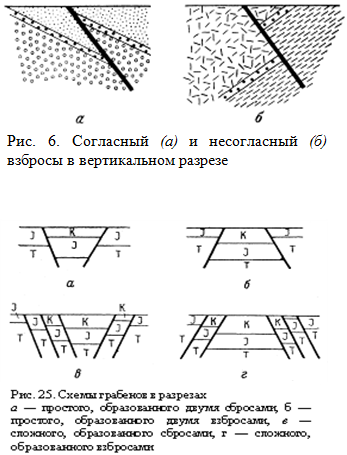 а б
Рис. 6. Согласный (а) и несогласный (б)
взбросы в вертикальном разрезе
J K J
T J T
T
а
J K J
J
T T T
б
J K
K K
J J J J
T T T T T
в
K
J K J
J J
T T T T
г
Рис. 25. Схемы грабенов в разрезах
а — простого, образованного двумя сбросами; б —
простого, образованного двумя взбросами, в —
сложного, образованного сбросами, г — сложного,
образованного взбросами